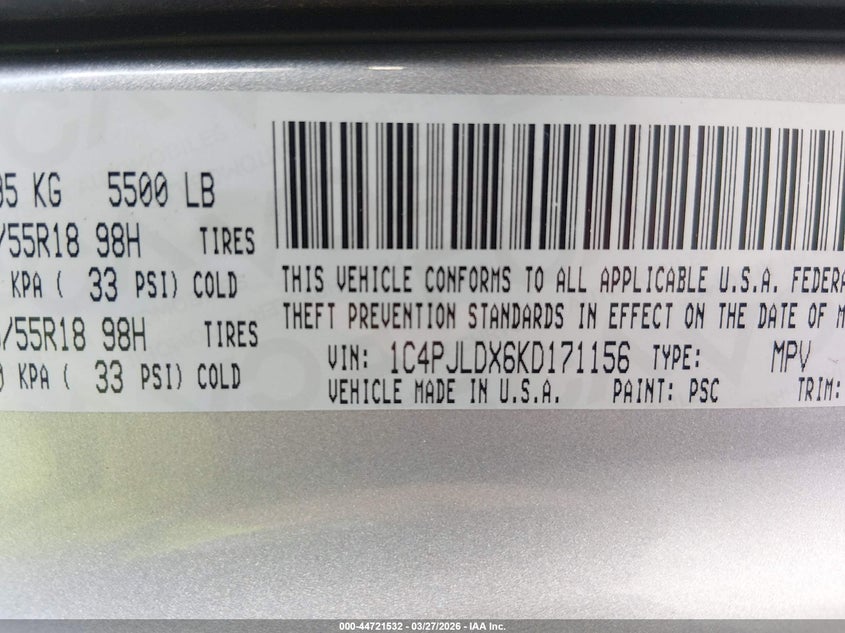 35 KG 5500 LB
/55R18 98H TIRES
KPA ( 33 PSI) COLD
/55R18 98H TIRES
KPA ( 33 PSI) COLD
THIS VEHICLE CONFORMS TO ALL APPLICABLE U.S.A. FEDERA
THEFT PREVENTION STANDARDS IN EFFECT ON THE DATE OF M
VIN: 1C4PJLDX6KD171156 TYPE: MPV
VEHICLE MADE IN U.S.A. PAINT: PSC TRIM:
000-44721532 - 03/27/2026 - IAA Inc.